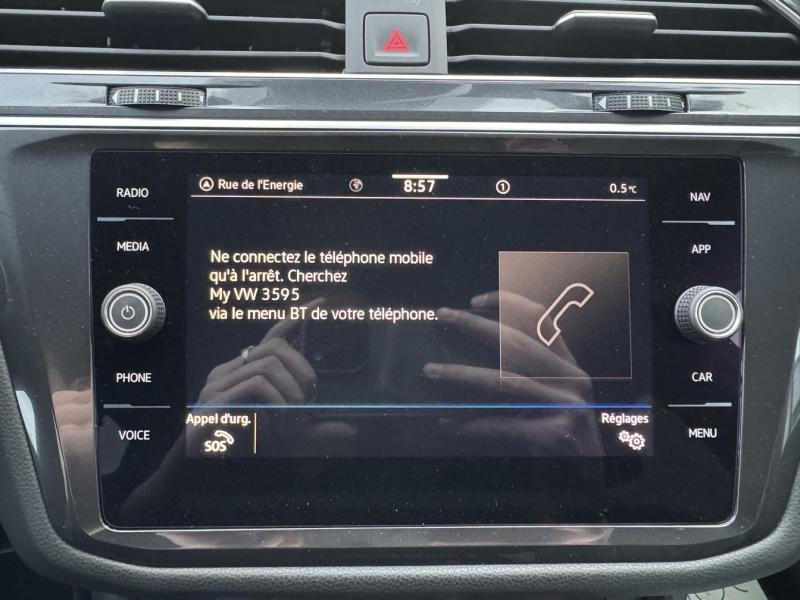 RADIO
MEDIA
PHONE
VOICE
Rue de l'Energie
8:57
1
0.5°C
Ne connectez le téléphone mobile
qu'à l'arrêt. Cherchez
My VW 3595
via le menu BT de votre téléphone.
Appel d'urg.
SOS
Réglages
NAV
APP
CAR
MENU